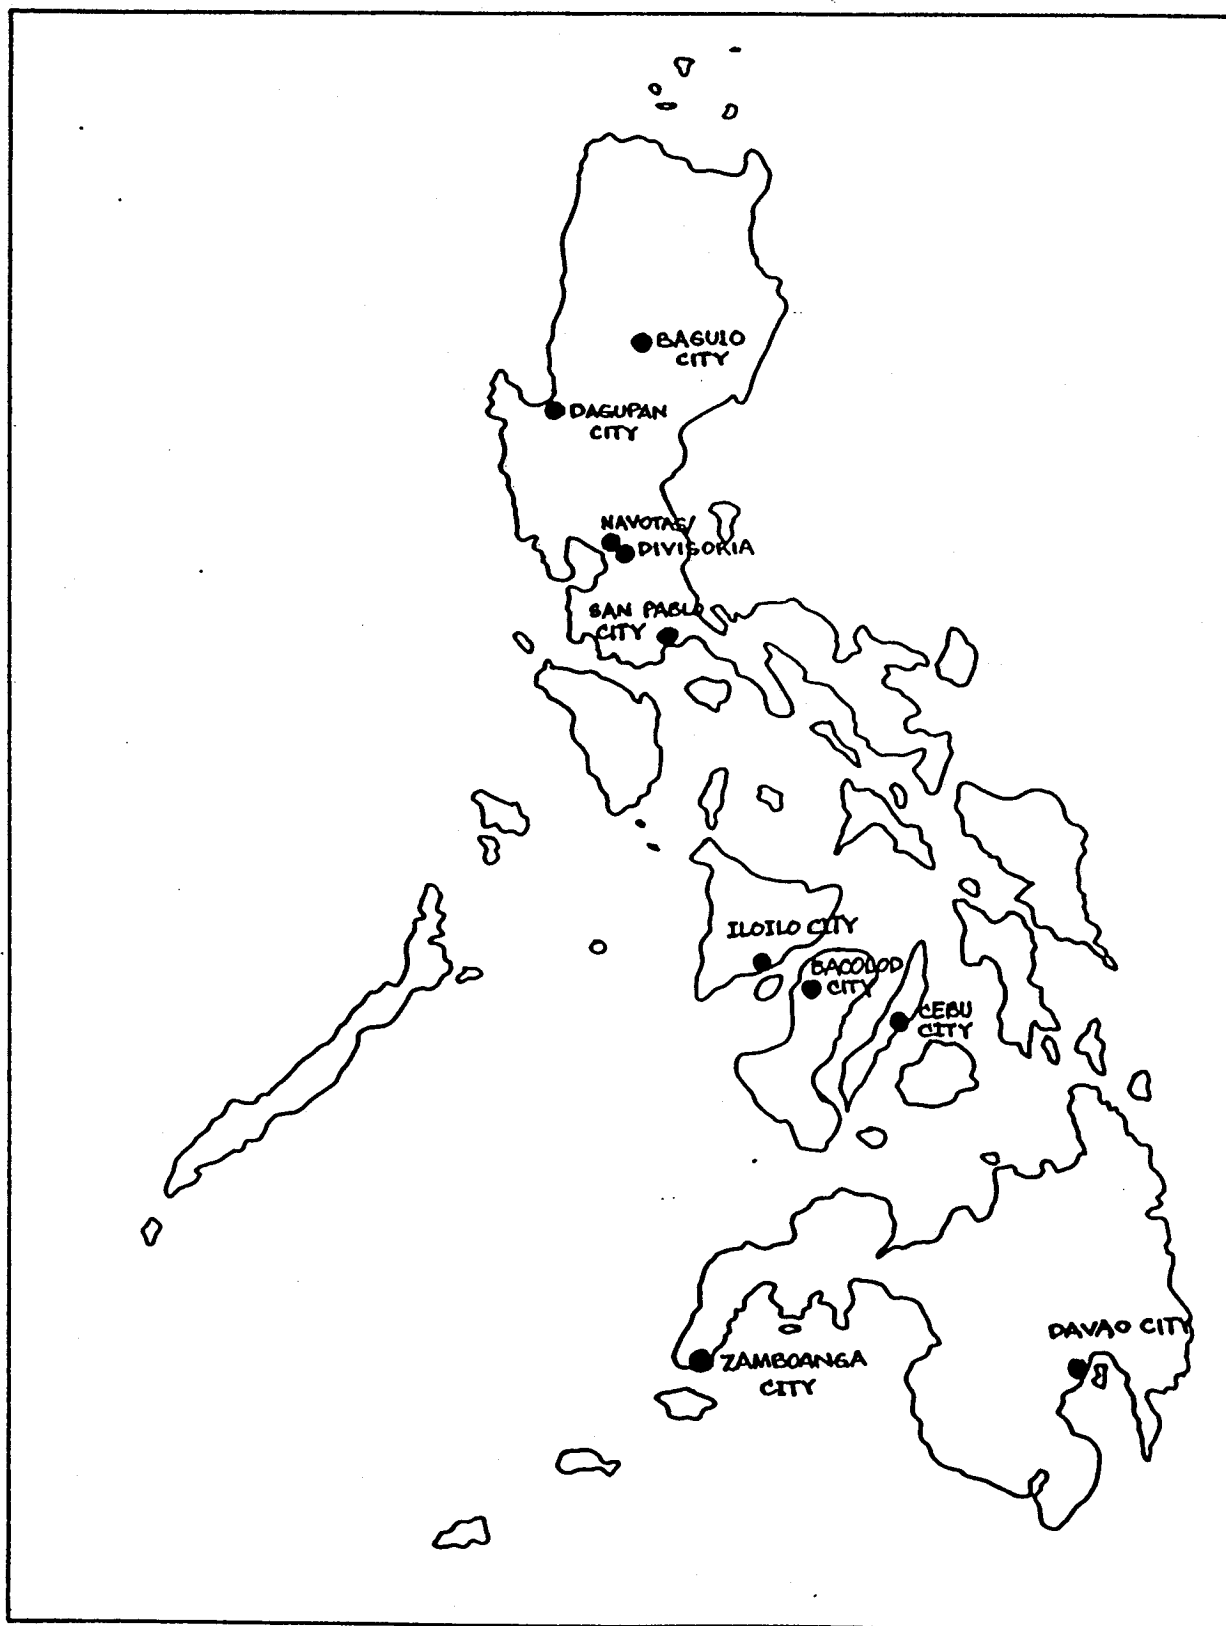 BAGUIO
CITY
DAGUPAN
CITY
NAVOTAS/
DIVISORIA
SAN PABLO
CITY
ILOILO CITY
BACOLOD
CITY
CEBU
CITY
DAVAO CITY
ZAMBOANGA
CITY